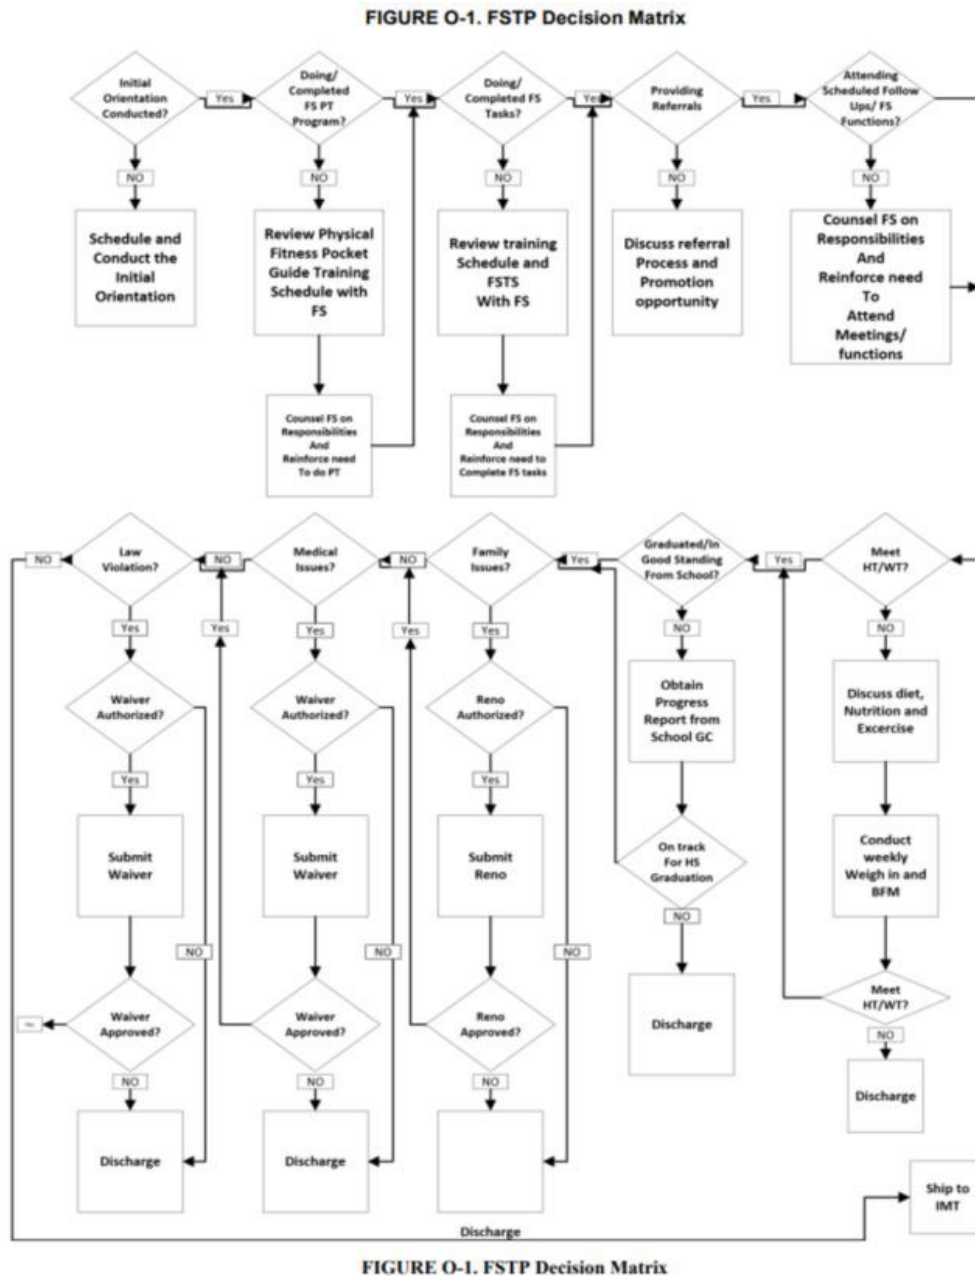 FIGURE O-1. FSTP Decision Matrix
Initial
Orientation
Conducted?
Yes
Doing/
Completed
FS PT
Program?
Yes
Doing/
Completed FS
Tasks?
Yes
Providing
Referrals
Yes
Attending
Scheduled Follow
Ups/ FS
Functions?
NO
NO
NO
NO
NO
Schedule and
Conduct the
Initial
Orientation
Review Physical
Fitness Pocket
Guide Training
Schedule with
FS
Review training
Schedule and
FSTS
With FS
Discuss referral
Process and
Promotion
opportunity
Counsel FS on
Responsibilities
And
Reinforce need
To
Attend
Meetings/
functions
Counsel FS on
Responsibilities
And
Reinforce need
To do PT
Counsel FS on
Responsibilities
And
Reinforce need to
Complete FS tasks
NO
Law
Violation?
NO
Medical
Issues?
NO
Family
Issues?
Yes
Graduated/In
Good Standing
From School?
Yes
Meet
HT/WT?
Yes
Yes
Yes
Yes
Yes
NO
NO
Waiver
Authorized?
Waiver
Authorized?
Reno
Authorized?
Obtain
Progress
Report from
School GC
Discuss diet,
Nutrition and
Excercise
Yes
Yes
Yes
Submit
Waiver
Submit
Waiver
Submit
Reno
On track
For HS
Graduation
Conduct
weekly
Weigh in and
BFM
NO
NO
NO
NO
Waiver
Approved?
Waiver
Approved?
Reno
Approved?
Discharge
Meet
HT/WT?
NO
NO
NO
NO
Discharge
Discharge
Discharge
Ship to
IMT
Discharge
FIGURE O-1. FSTP Decision Matrix